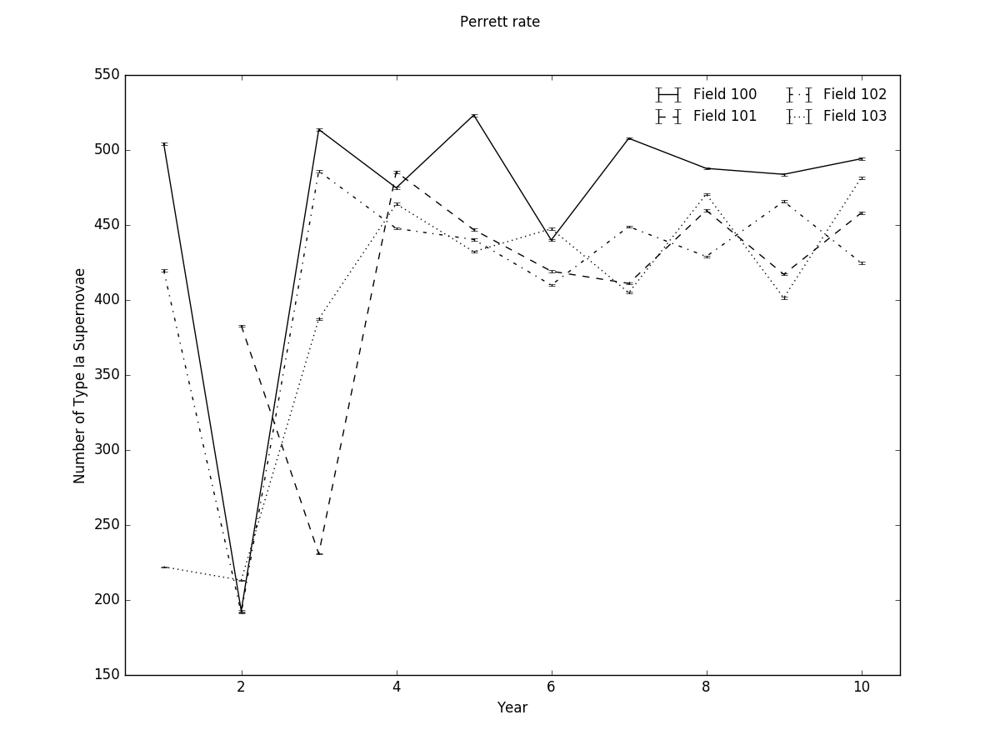 Perrett rate
550
500
450
400
350
300
250
200
150
Number of Type Ia Supernovae
Field 100
Field 101
Field 102
Field 103
2 4 6 8 10
Year